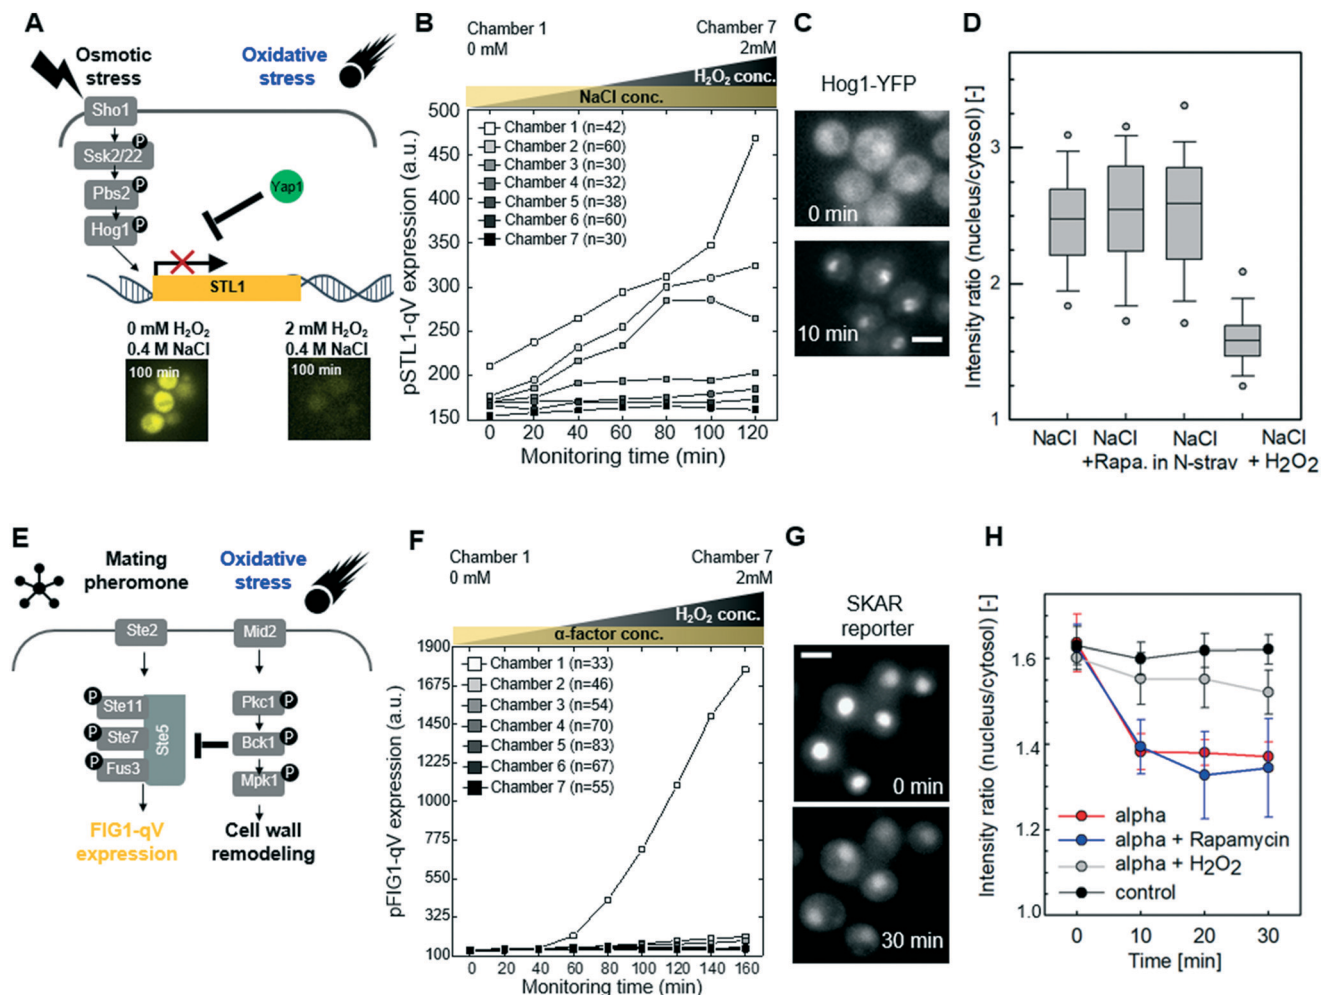 A
Osmotic
stress
Oxidative
stress
Sho1
Ssk2/22
P
Pbs2
P
Hog1
P
Yap1
STL1
0 mM H₂O₂
0.4 M NaCl
100 min
2 mM H₂O₂
0.4 M NaCl
100 min
B
Chamber 1
0 mM
Chamber 7
2mM
H₂O₂ conc.
NaCl conc.
pSTL1-qV expression (a.u.)
500
450
400
350
300
250
200
150
Chamber 1 (n=42)
Chamber 2 (n=60)
Chamber 3 (n=30)
Chamber 4 (n=32)
Chamber 5 (n=38)
Chamber 6 (n=60)
Chamber 7 (n=30)
0 20 40 60 80 100 120
Monitoring time (min)
C
Hog1-YFP
0 min
10 min
D
Intensity ratio (nucleus/cytosol) [-]
3
2
1
NaCl
NaCl
+Rapa.
NaCl
in N-strav
NaCl
+ H₂O₂
E
Mating
pheromone
Oxidative
stress
Ste2
Mid2
P
Ste11
P
Ste7
P
Fus3
Ste5
Pkc1
P
Bck1
P
Mpk1
P
FIG1-qV
expression
Cell wall
remodeling
F
Chamber 1
0 mM
Chamber 7
2mM
H₂O₂ conc.
α-factor conc.
pFIG1-qV expression (a.u.)
1900
1675
1450
1225
1000
775
550
325
100
Chamber 1 (n=33)
Chamber 2 (n=46)
Chamber 3 (n=54)
Chamber 4 (n=70)
Chamber 5 (n=83)
Chamber 6 (n=67)
Chamber 7 (n=55)
0 20 40 60 80 100 120 140 160
Monitoring time (min)
G
SKAR
reporter
0 min
30 min
H
Intensity ratio (nucleus/cytosol) [-]
1.6
1.4
1.2
1.0
alpha
alpha + Rapamycin
alpha + H₂O₂
control
0 10 20 30
Time [min]